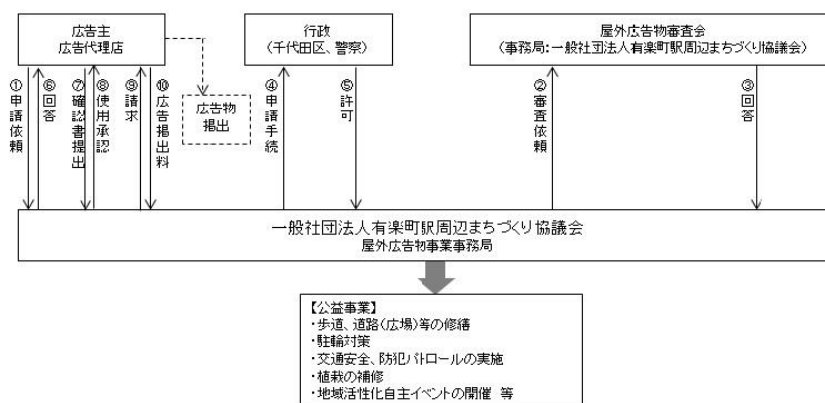 広告主
広告代理店
行政
(千代田区、警察)
屋外広告物審査会
(事務局:一般社団法人有楽町駅周辺まちづくり協議会)
①申請依頼
⑥回答
⑦確認書提出
⑧使用承認
⑨請求
⑩広告掲出料
広告物
掲出
④申請手続
⑤許可
②審査依頼
③回答
一般社団法人有楽町駅周辺まちづくり協議会
屋外広告物事業事務局
【公益事業】
・歩道、道路(広場)等の修繕
・駐輪対策
・交通安全、防犯パトロールの実施
・植栽の補修
・地域活性化自主イベントの開催 等